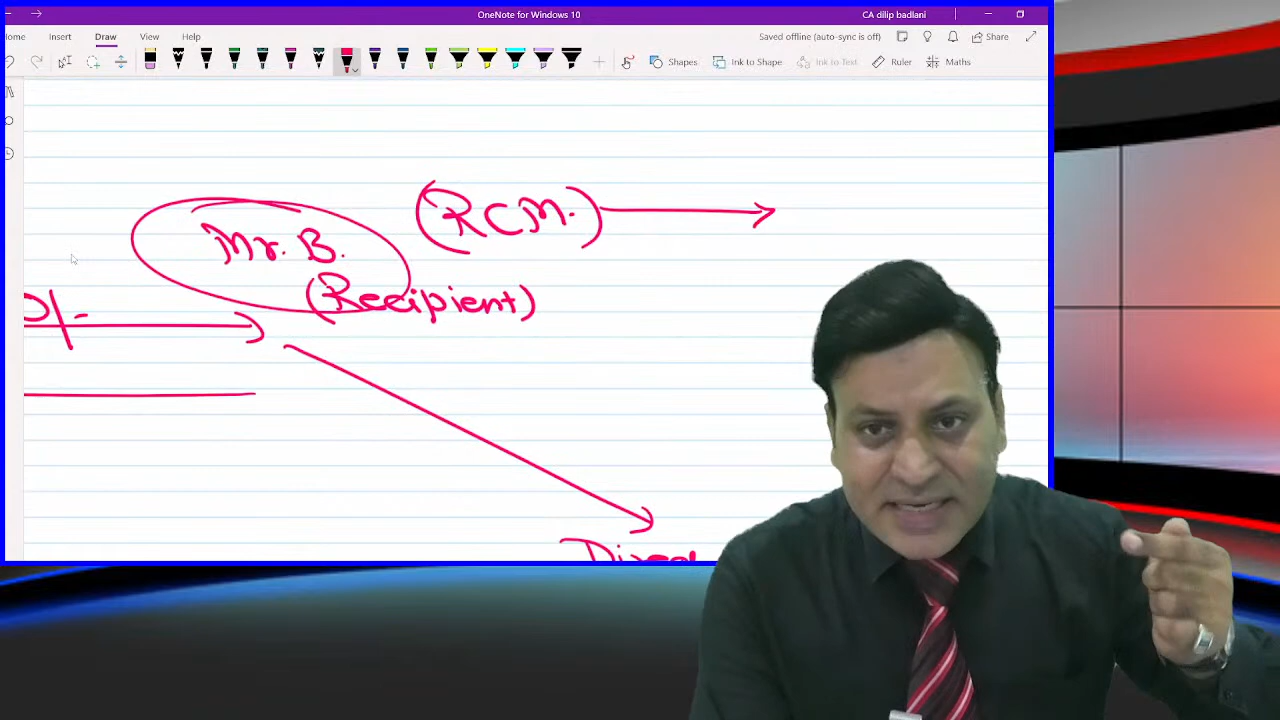 OneNote for Windows 10
CA dilip badlani
Insert Draw View Help
Saved offline (auto-sync is off)
Share
Shapes
Ink to Shape
Ink to Text
Ruler
Maths
(RCM.)
Mr. B.
(Recipient)
0/-